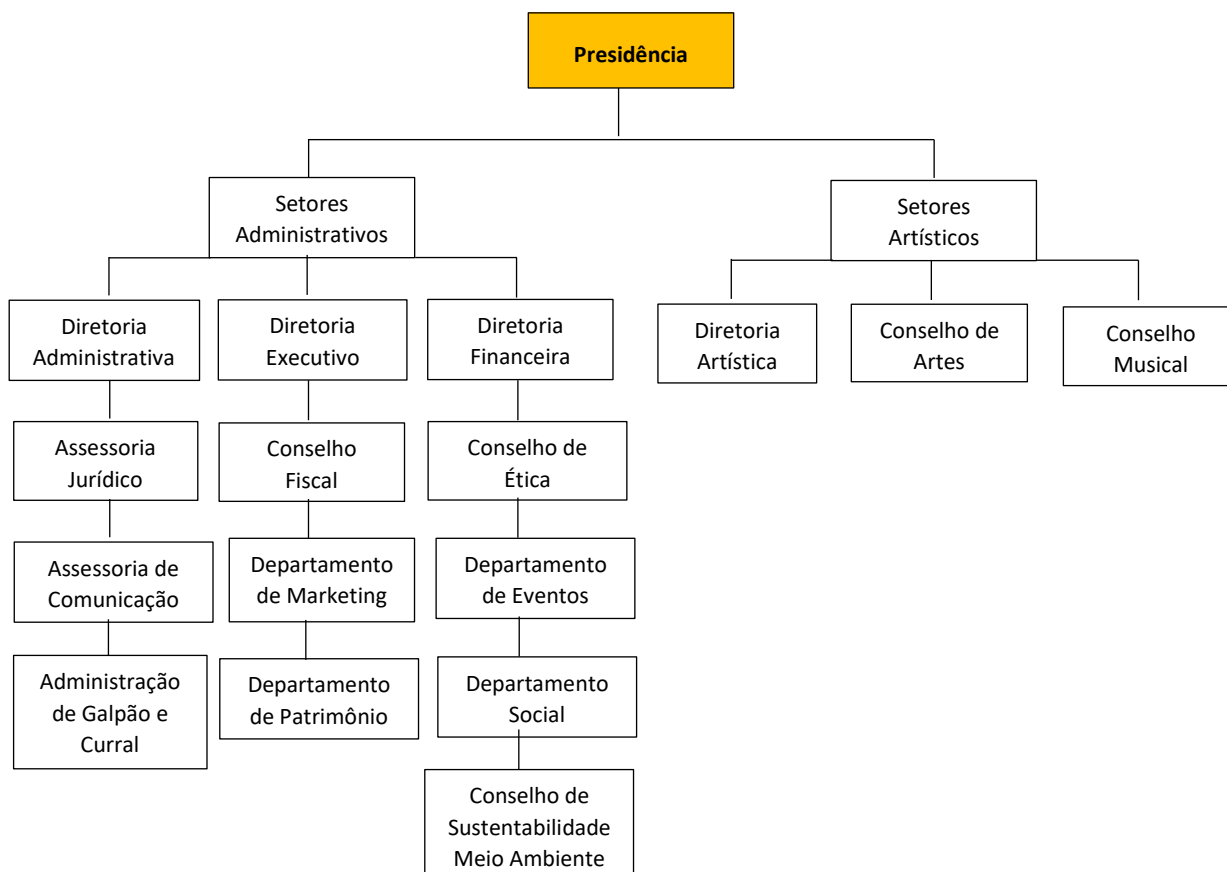 Presidência
Setores
Administrativos
Setores
Artísticos
Diretoria
Administrativa
Diretoria
Executivo
Diretoria
Financeira
Diretoria
Artística
Conselho de
Artes
Conselho
Musical
Assessoria
Jurídico
Conselho
Fiscal
Conselho de
Ética
Assessoria de
Comunicação
Departamento
de Marketing
Departamento
de Eventos
Administração
de Galpão e
Curral
Departamento
de Patrimônio
Departamento
Social
Conselho de
Sustentabilidade
Meio Ambiente